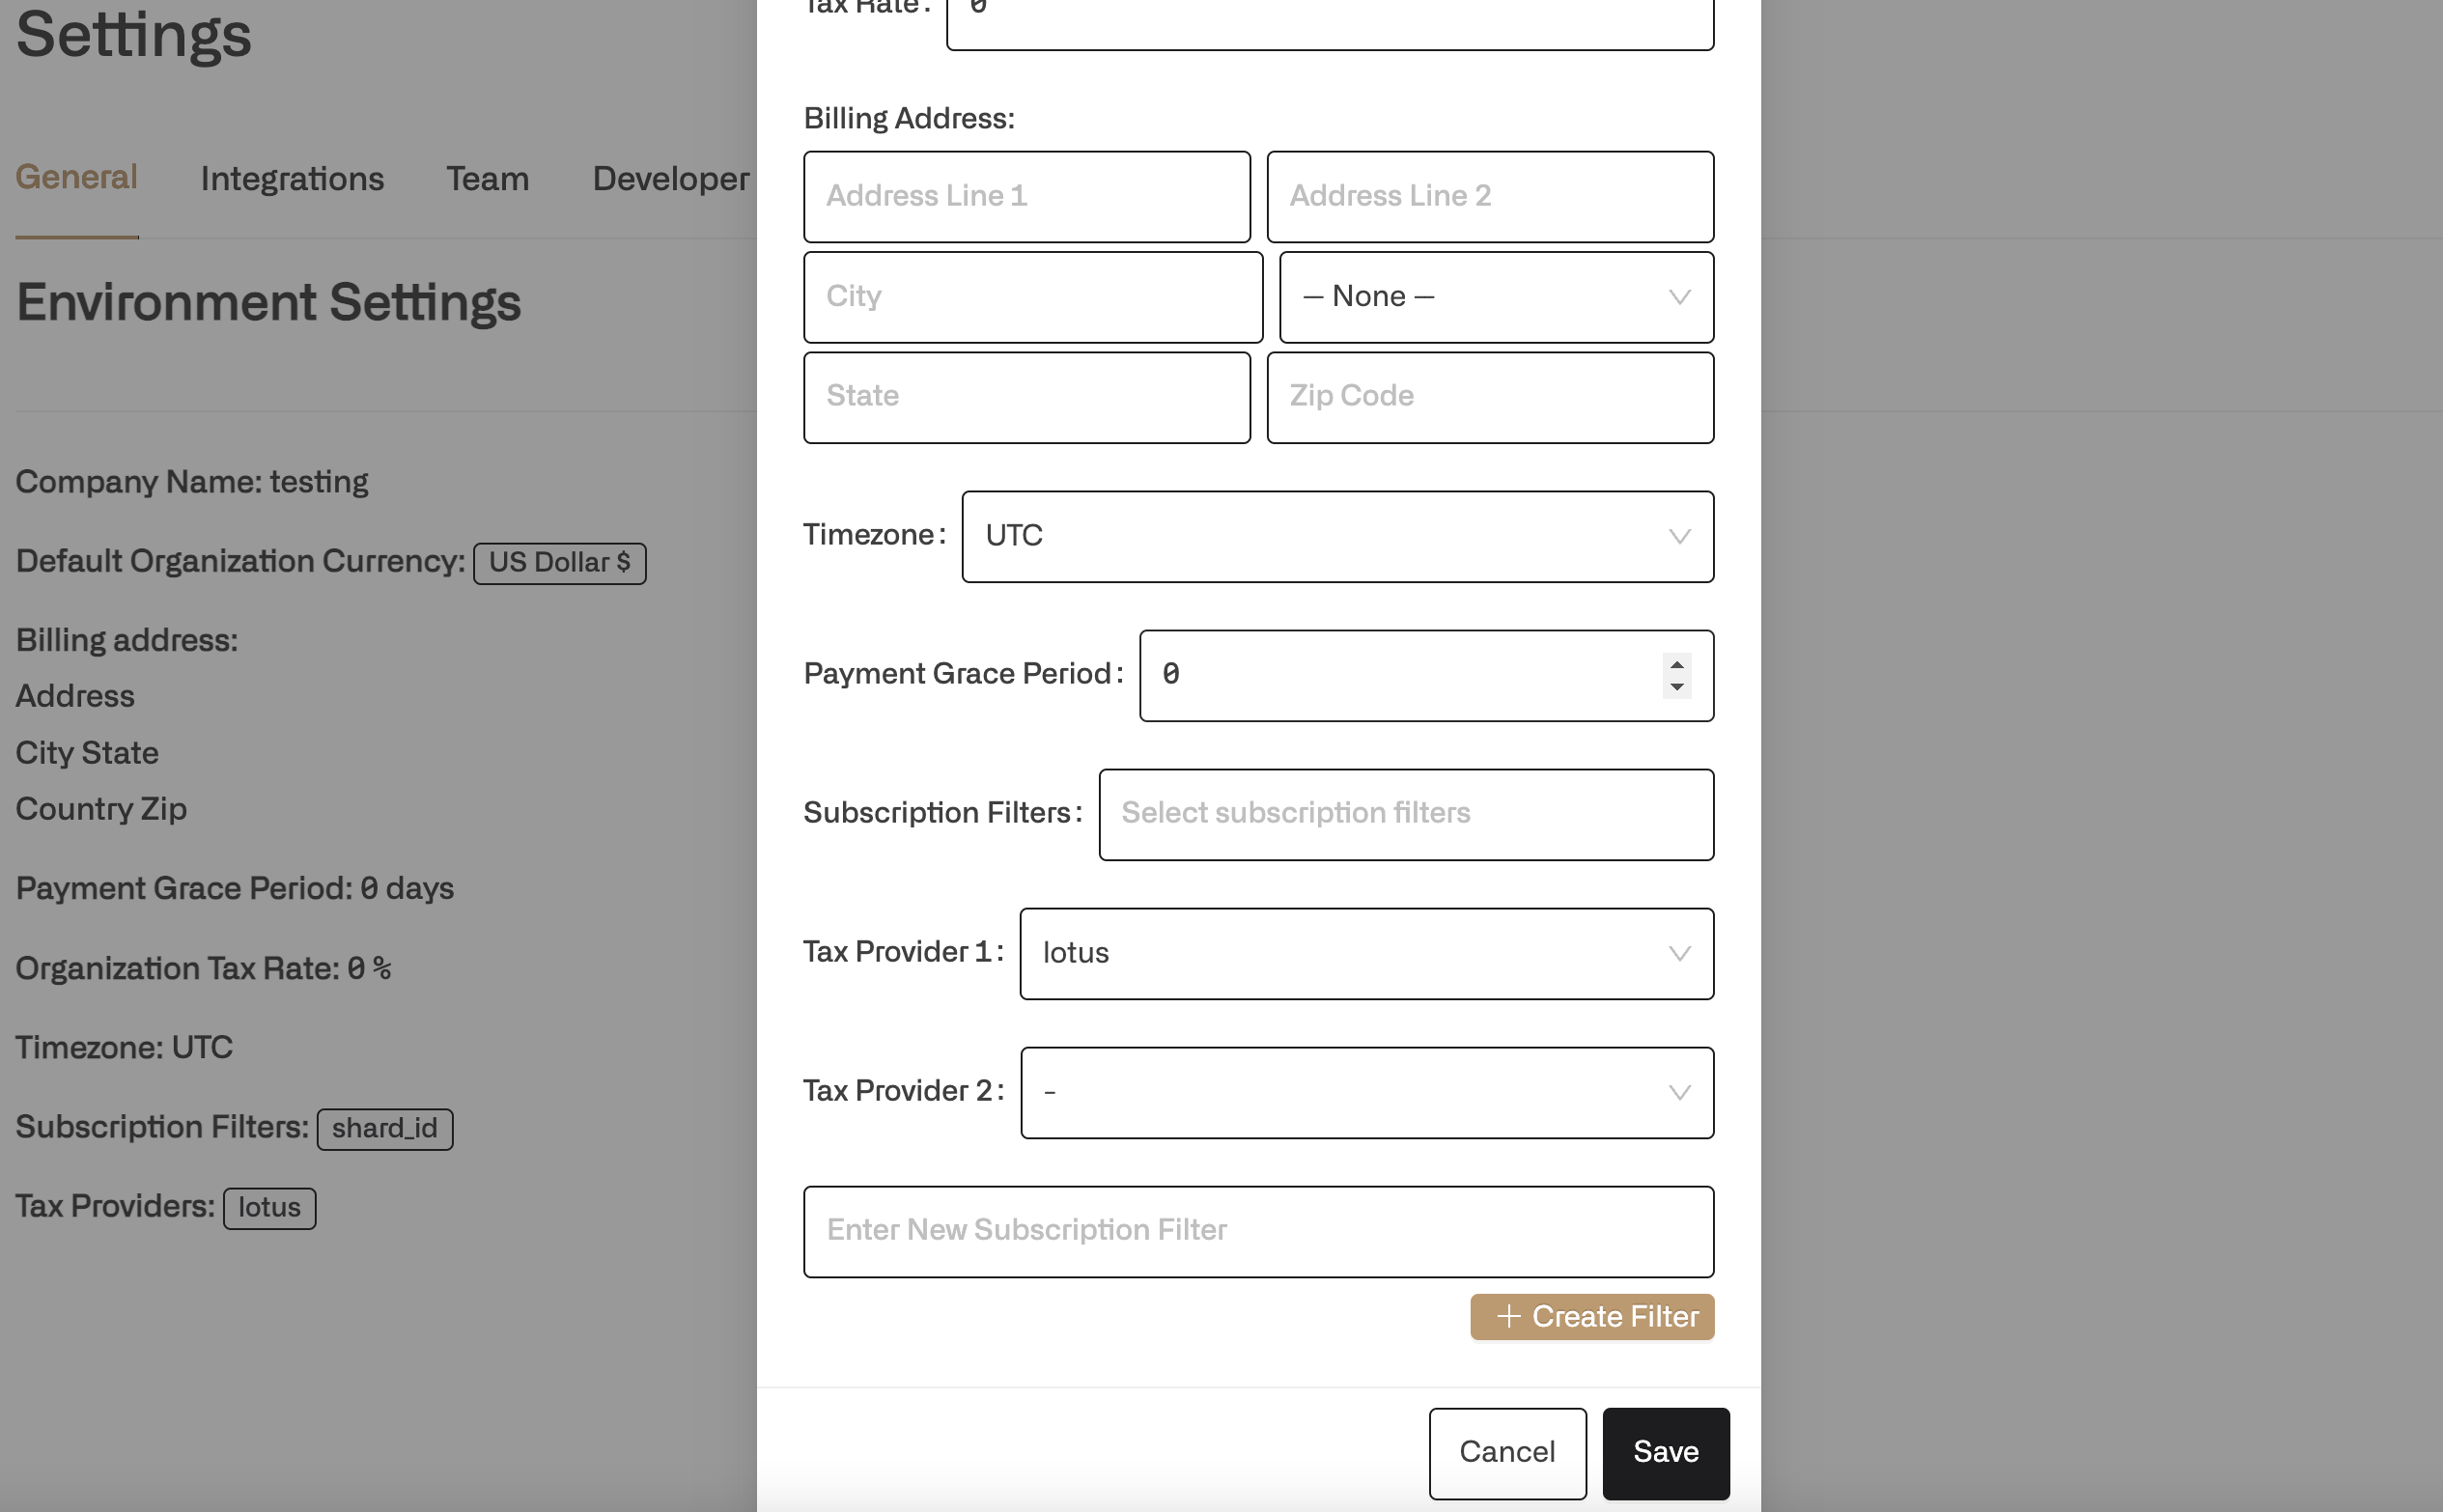 Settings
General Integrations Team Developer
Environment Settings
Company Name: testing
Default Organization Currency: US Dollar $
Billing address:
Address
City State
Country Zip
Payment Grace Period: 0 days
Organization Tax Rate: 0 %
Timezone: UTC
Subscription Filters: shard_id
Tax Providers: lotus
Tax Rate: 0
Billing Address:
Address Line 1 Address Line 2
City — None —
State Zip Code
Timezone: UTC
Payment Grace Period: 0
Subscription Filters: Select subscription filters
Tax Provider 1: lotus
Tax Provider 2: -
Enter New Subscription Filter
+ Create Filter
Cancel Save